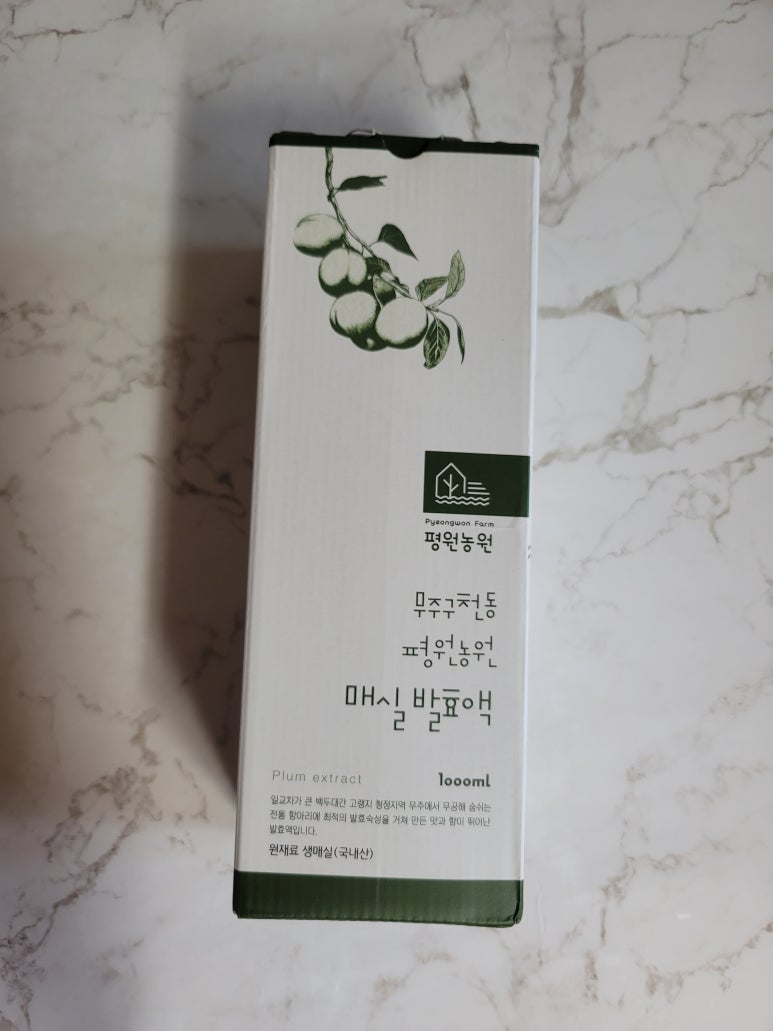 Pyeongwon Farm
평원농원
무주구천동
평원농원
매실 발효액
Plum extract 1000ml
일교차가 큰 백두대간 고랭지 청정지역 무주에서 무공해 숨쉬는
전통 항아리에 최적의 발효숙성을 거쳐 만든 맛과 향이 뛰어난
발효액입니다.
원재료 생매실(국내산)